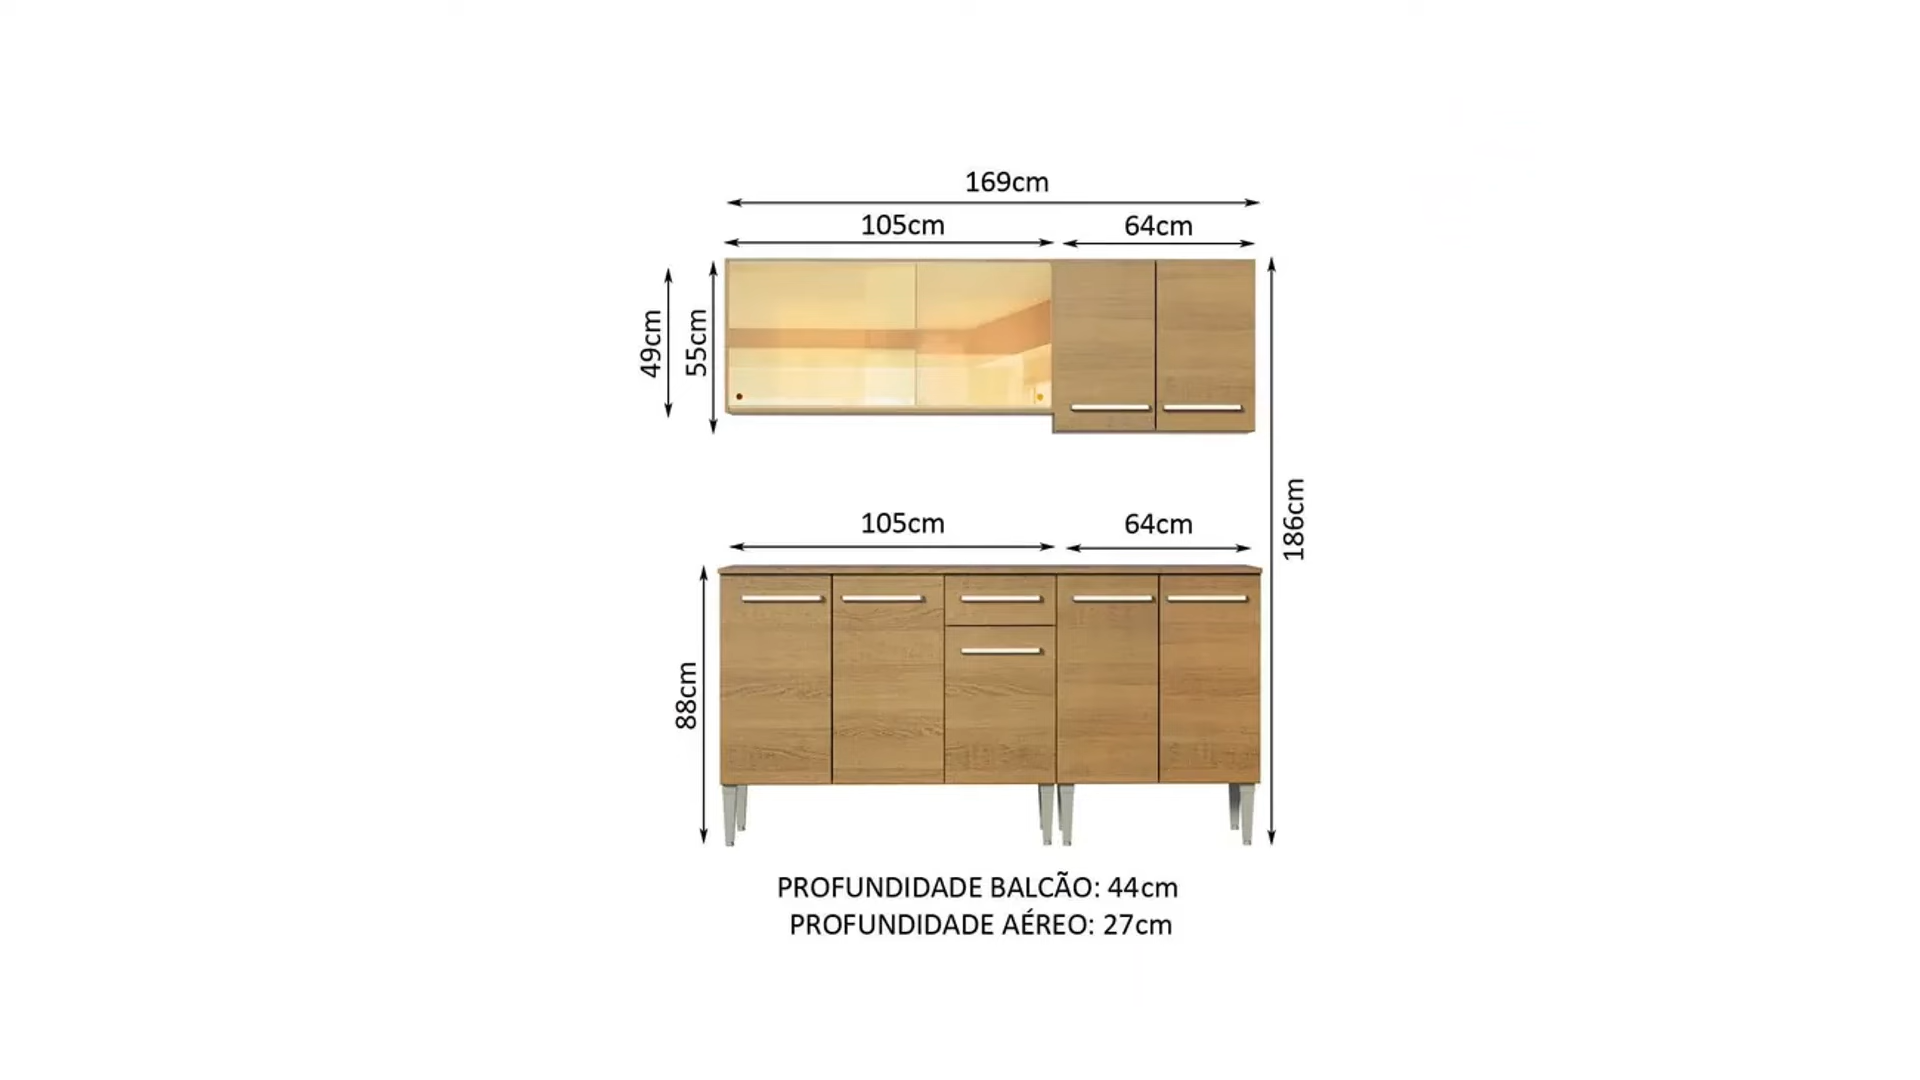 169cm
105cm
64cm
49cm
55cm
105cm
64cm
186cm
88cm
PROFUNDIDADE BALCÃO: 44cm
PROFUNDIDADE AÉREO: 27cm